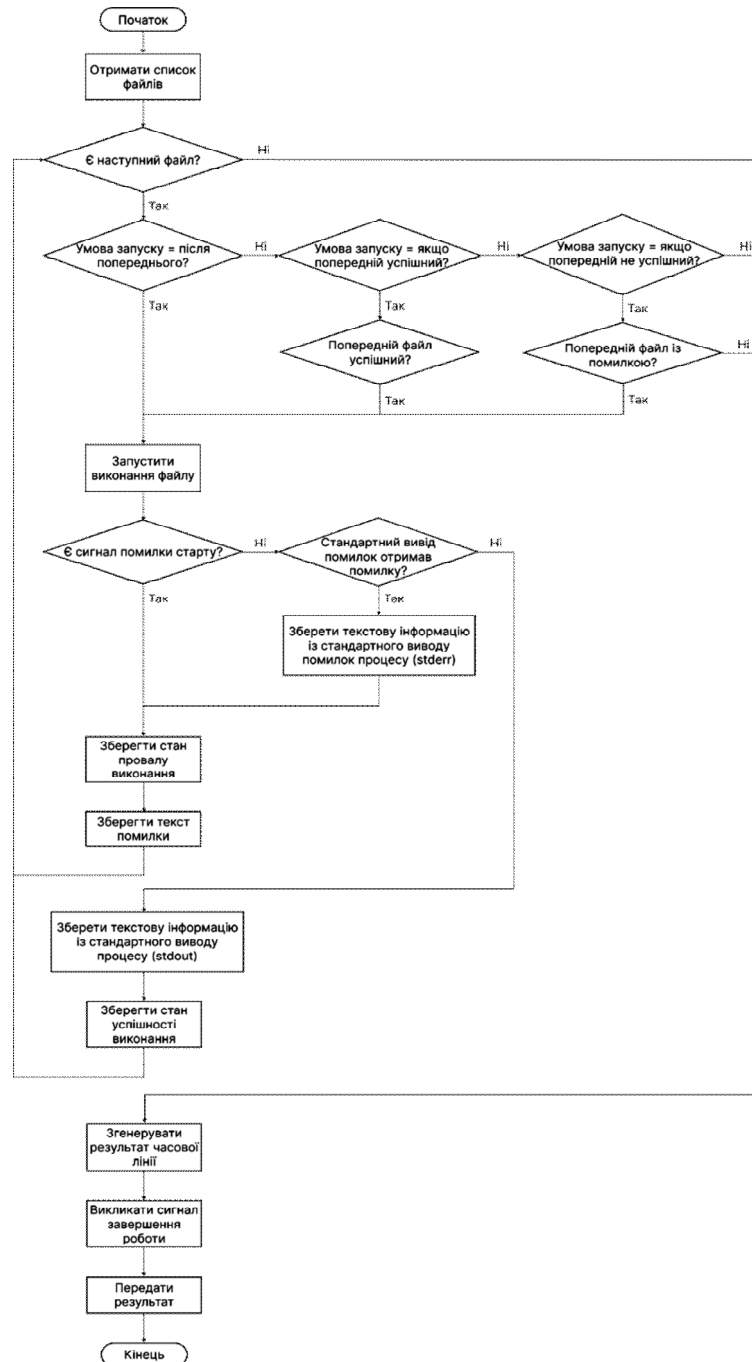 Початок
Отримати список
файлів
Є наступний файл?
Ні
Так
Умова запуску = після
попереднього?
Ні
Умова запуску = якщо
попередній успішний?
Ні
Умова запуску = якщо
попередній не успішний?
Ні
Так
Так
Так
Попередній файл
успішний?
Попередній файл із
помилкою?
Ні
Так
Так
Запустити
виконання файлу
Є сигнал помилки старту?
Ні
Стандартний вивід
помилок отримав
помилку?
Ні
Так
Так
Зберети текстову інформацію
із стандартного виводу
помилок процесу (stderr)
Зберегти стан
провалу
виконання
Зберегти текст
помилки
Зберети текстову інформацію
із стандартного виводу
процесу (stdout)
Зберегти стан
успішності
виконання
Згенерувати
результат часової
лінії
Викликати сигнал
завершення
роботи
Передати
результат
Кінець